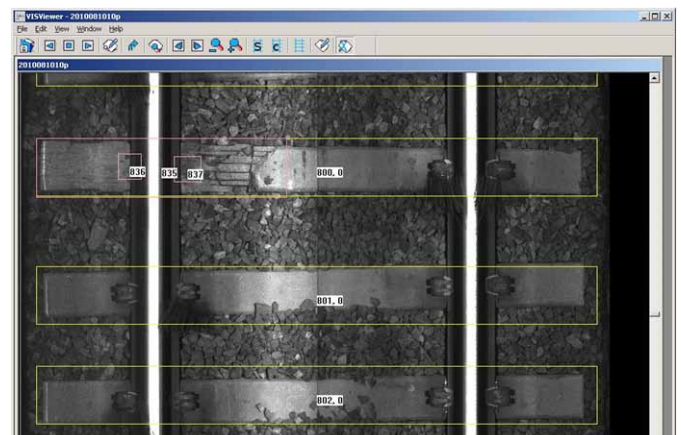 VISViewer - 2010081010p
File Edit View Window Help
S C
2010081010p
836 835 837 800, 0
801, 0
802, 0